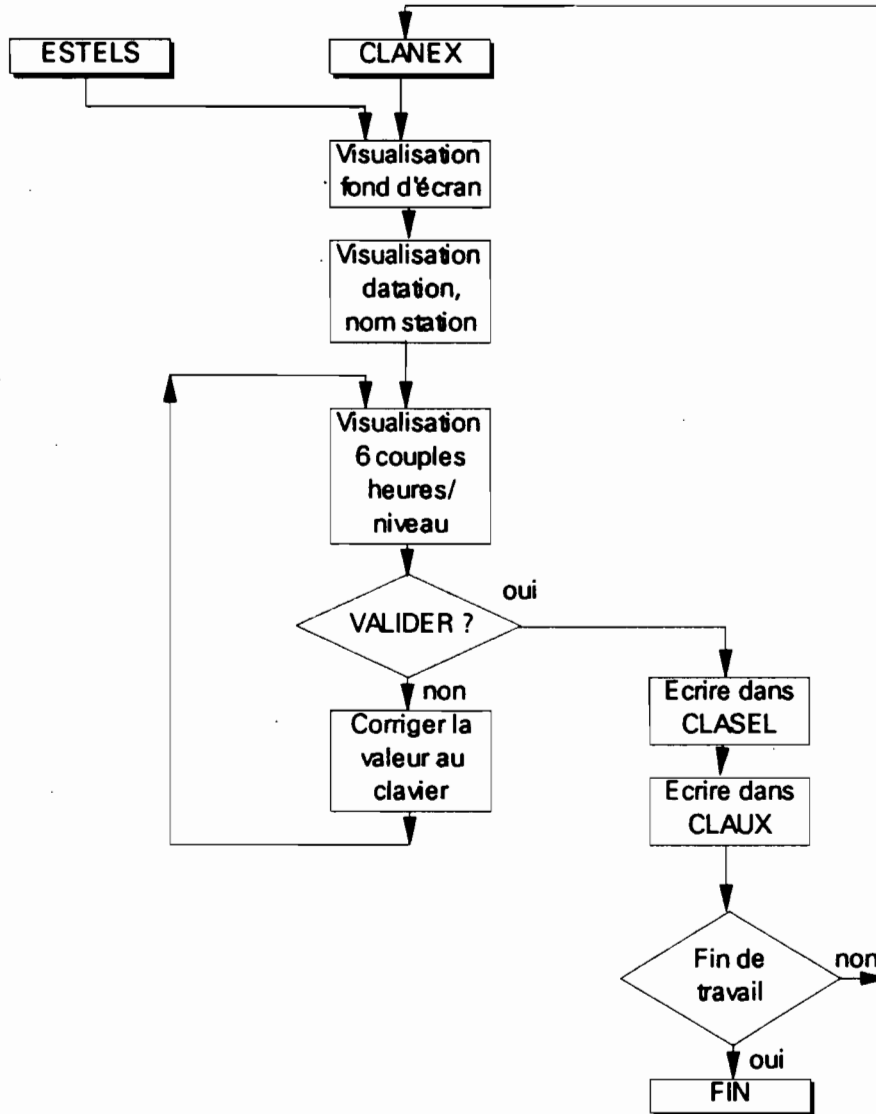 ESTELS
CLANEX
Visualisation
fond d'écran
Visualisation
datation,
nom station
Visualisation
6 couples
heures/
niveau
VALIDER ?
oui
non
Corriger la
valeur au
clavier
Ecrire dans
CLASEL
Ecrire dans
CLAUX
Fin de
travail
non
oui
FIN